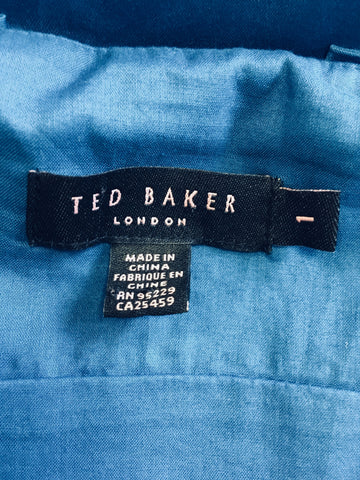 TED BAKER
LONDON
1
MADE IN
CHINA
FABRIQUE EN
CHINE
RN 95229
CA25459